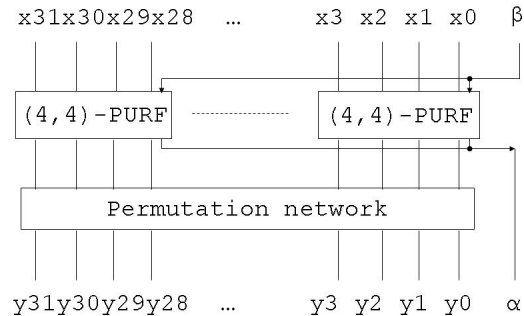 x31x30x29x28 ... x3 x2 x1 x0 β
(4,4)-PURF (4,4)-PURF
Permutation network
y31y30y29y28 ... y3 y2 y1 y0 α